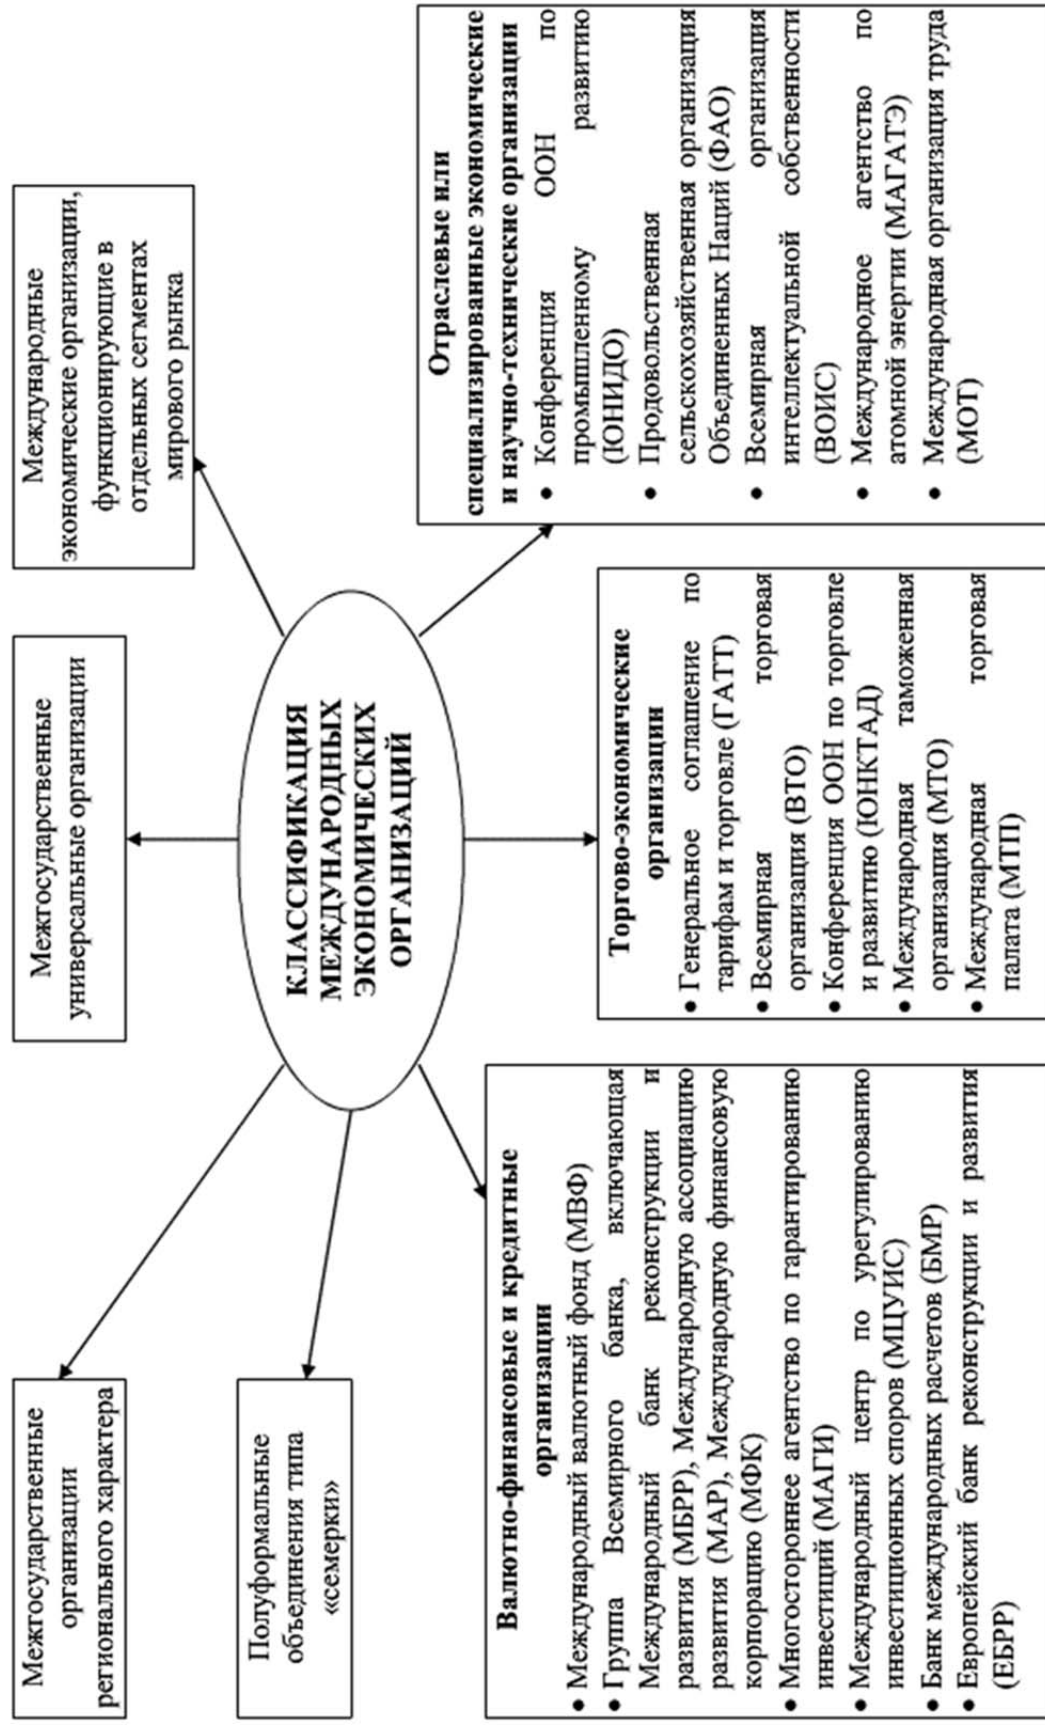 Межгосударственные
организации
регионального характера
Межгосударственные
универсальные организации
Международные
экономические организации,
функционирующие в
отдельных сегментах
мирового рынка
Полуформальные
объединения типа
«семерки»
КЛАССИФИКАЦИЯ
МЕЖДУНАРОДНЫХ
ЭКОНОМИЧЕСКИХ
ОРГАНИЗАЦИЙ
Валютно-финансовые и кредитные
организации
• Международный валютный фонд (МВФ)
• Группа Всемирного банка, включающая
Международный банк реконструкции и
развития (МБРР), Международную ассоциацию
развития (МАР), Международную финансовую
корпорацию (МФК)
• Многостороннее агентство по гарантированию
инвестиций (МАГИ)
• Международный центр по урегулированию
инвестиционных споров (МЦУИС)
• Банк международных расчетов (БМР)
• Европейский банк реконструкции и развития
(ЕБРР)
Торгово-экономические
организации
• Генеральное соглашение по
тарифам и торговле (ГАТТ)
• Всемирная торговая
организация (ВТО)
• Конференция ООН по торговле
и развитию (ЮНКТАД)
• Международная таможенная
организация (МТО)
• Международная торговая
палата (МТП)
Отраслевые или
специализированные экономические
и научно-технические организации
• Конференция ООН по
промышленному развитию
(ЮНИДО)
• Продовольственная
сельскохозяйственная организация
Объединенных Наций (ФАО)
• Всемирная организация
интеллектуальной собственности
(ВОИС)
• Международное агентство по
атомной энергии (МАГАТЭ)
• Международная организация труда
(МОТ)